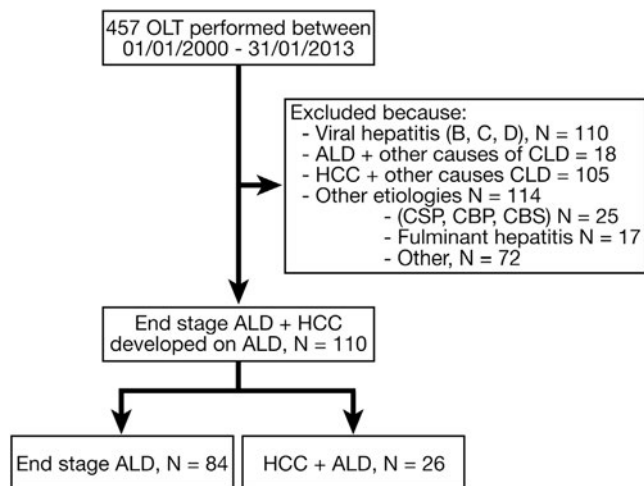 457 OLT performed between
01/01/2000 - 31/01/2013
Excluded because:
- Viral hepatitis (B, C, D), N = 110
- ALD + other causes of CLD = 18
- HCC + other causes CLD = 105
- Other etiologies N = 114
- (CSP, CBP, CBS) N = 25
- Fulminant hepatitis N = 17
- Other, N = 72
End stage ALD + HCC
developed on ALD, N = 110
End stage ALD, N = 84
HCC + ALD, N = 26